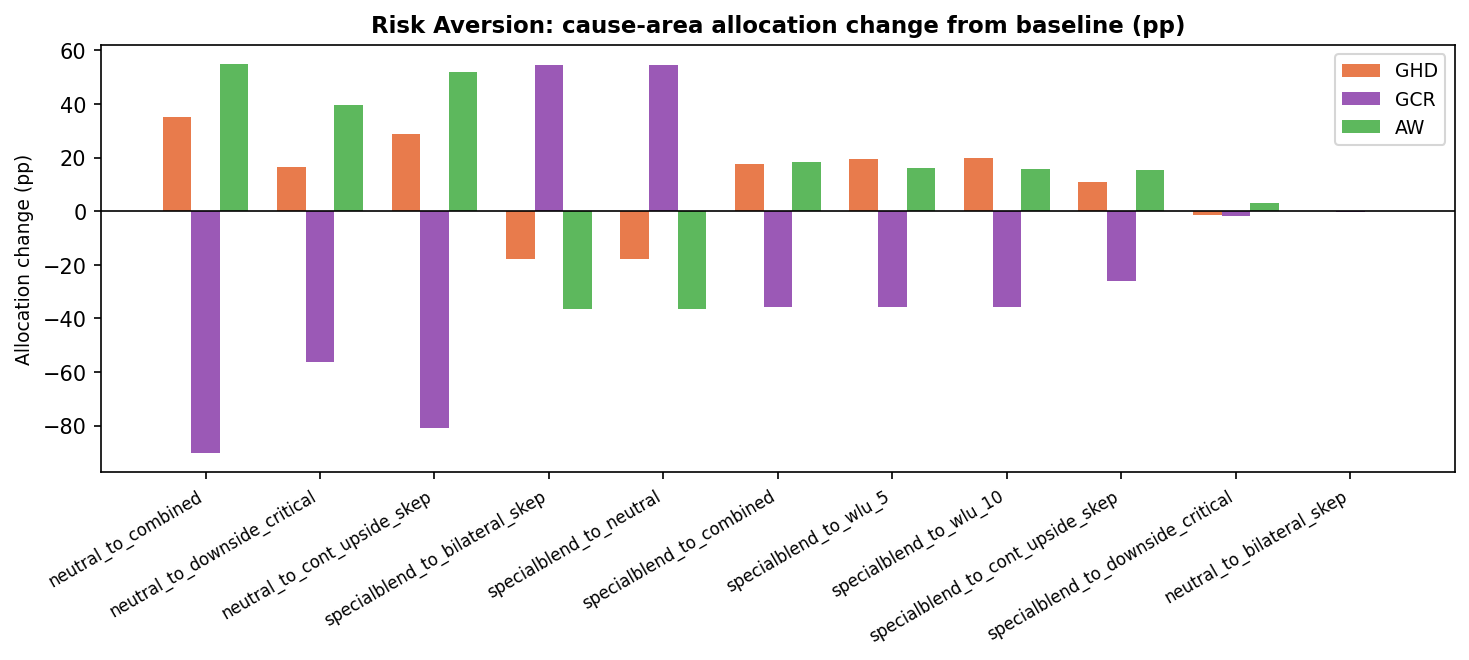 Risk Aversion: cause-area allocation change from baseline (pp)
Allocation change (pp)
60
40
20
0
−20
−40
−60
−80
GHD
GCR
AW
neutral_to_combined
neutral_to_downside_critical
neutral_to_cont_upside_skep
specialblend_to_bilateral_skep
specialblend_to_neutral
specialblend_to_combined
specialblend_to_wlu_5
specialblend_to_wlu_10
specialblend_to_cont_upside_skep
specialblend_to_downside_critical
neutral_to_bilateral_skep